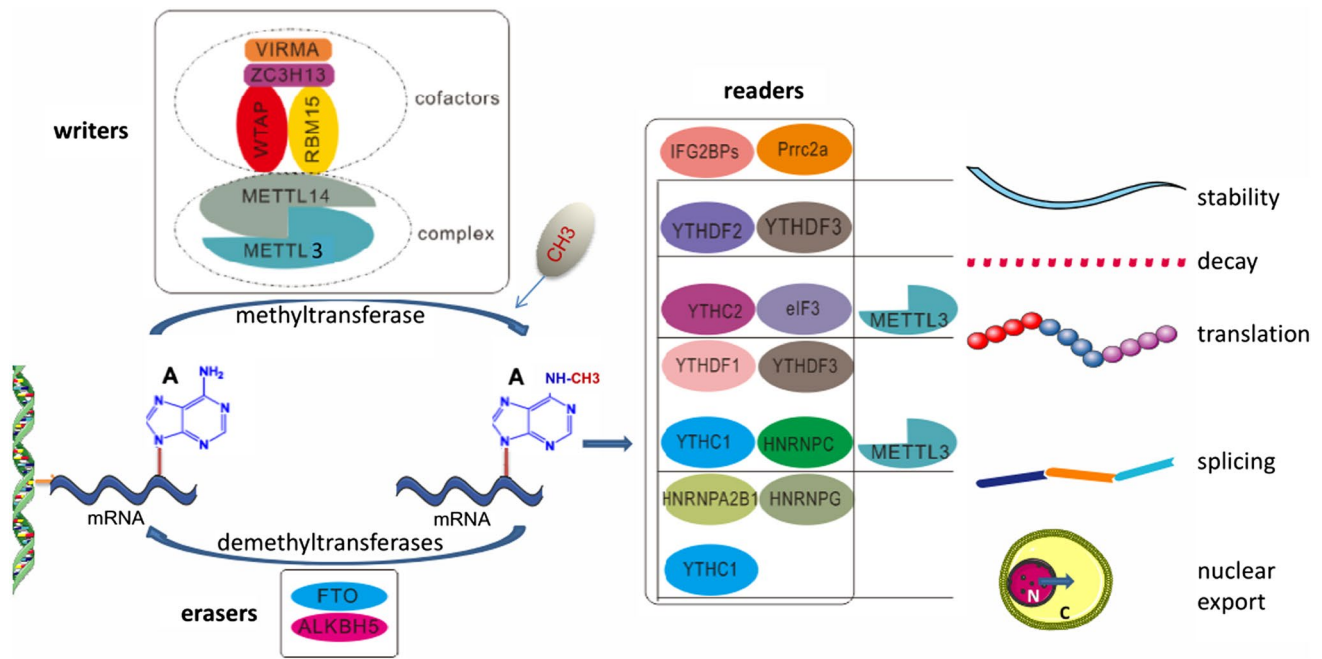 writers
VIRMA
ZC3H13
WTAP
RBM15
cofactors
METTL14
METTL3
complex
CH3
methyltransferase
A
NH₂
N
N
N
N
mRNA
A
NH-CH3
N
N
N
N
mRNA
demethyltransferases
erasers
FTO
ALKBH5
readers
IFG2BPs
Prrc2a
YTHDF2
YTHDF3
YTHC2
eIF3
METTL3
YTHDF1
YTHDF3
YTHC1
HNRNPC
METTL3
HNRNPA2B1
HNRNPG
YTHC1
stability
decay
translation
splicing
nuclear
export
N
C